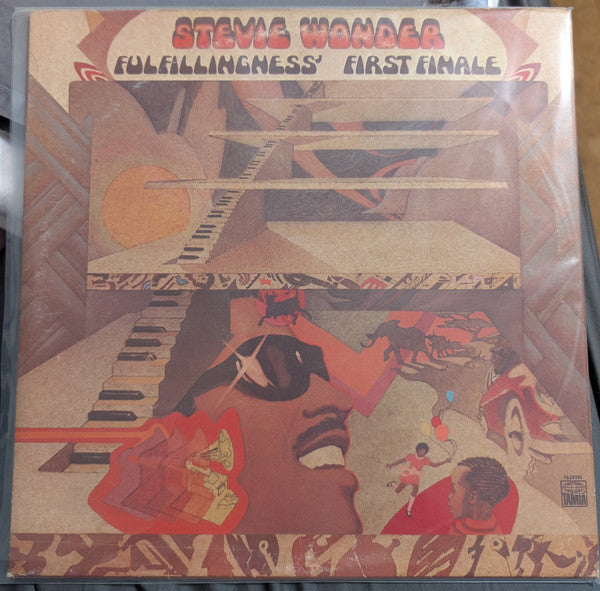 STEVIE WONDER
FULFILLINGNESS' FIRST FINALE
TAMLA